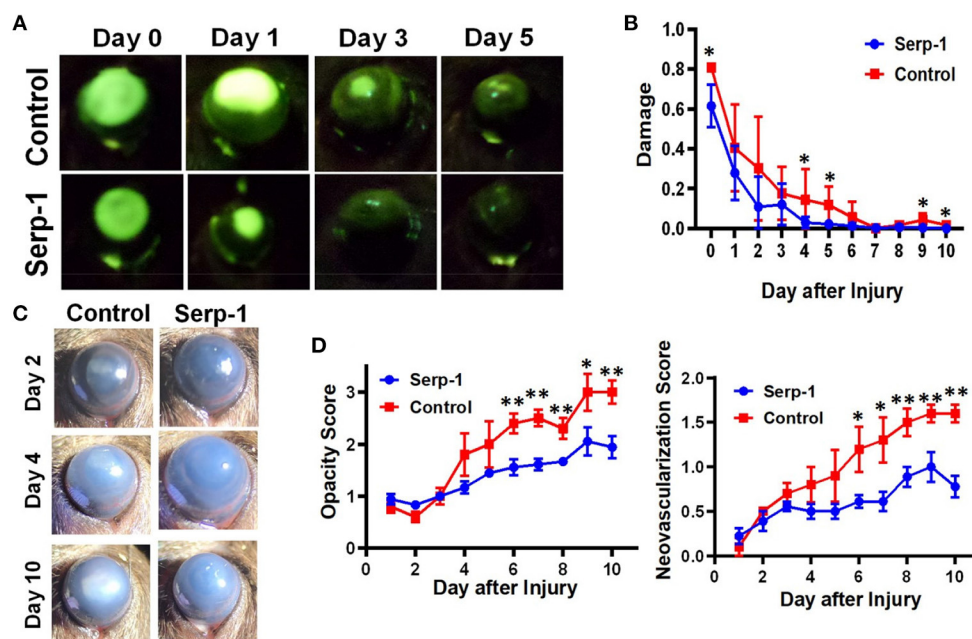 A
Day 0 Day 1 Day 3 Day 5
Control
Serp-1
B
Serp-1
Control
Damage
1.0
0.8
0.6
0.4
0.2
0.0
* * * * *
0 1 2 3 4 5 6 7 8 9 10
Day after Injury
C
Control Serp-1
Day 2
Day 4
Day 10
D
Serp-1
Control
Opacity Score
3
2
1
0
** ** ** * **
0 2 4 6 8 10
Day after Injury
Serp-1
Control
Neovascularization Score
2.0
1.5
1.0
0.5
0.0
* * ** ** **
0 2 4 6 8 10
Day after Injury